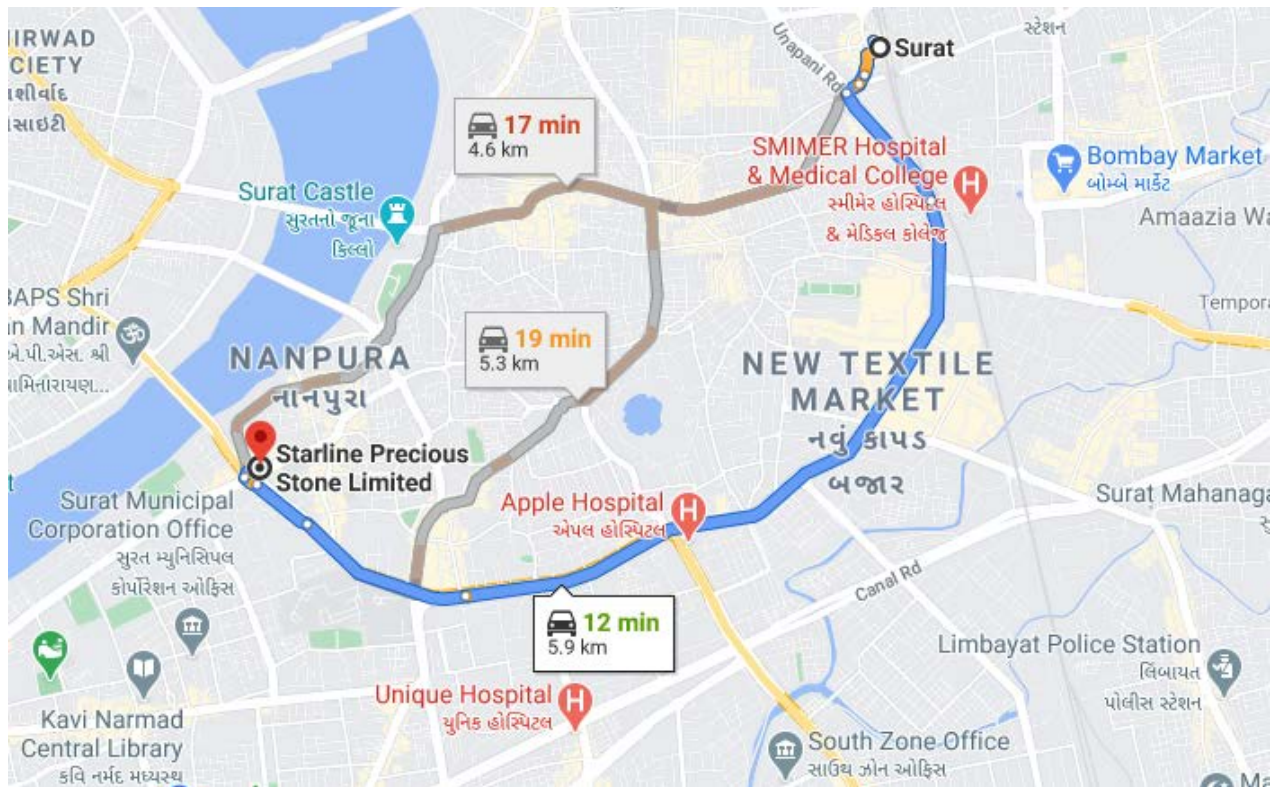 HIRWAD
CIETY
સ્ટેશન
Surat
Unapani Rd
17 min
4.6 km
SMIMER Hospital
& Medical College
સ્મીમેર હોસ્પિટલ
& મેડિકલ કોલેજ
Bombay Market
બોમ્બે માર્કેટ
Surat Castle
સુરતનો જૂના
કિલ્લો
Amaazia Wa
BAPS Shri
an Mandir
એ.પી.એસ. શ્રી
ામિનારાયણ...
Tempora
19 min
5.3 km
NANPURA
નાનપુરા
NEW TEXTILE
MARKET
નવું કાપડ
બજાર
Starline Precious
Stone Limited
Surat Municipal
Corporation Office
સુરત મ્યુનિસિપલ
કોર્પોરેશન ઓફિસ
Apple Hospital
એપલ હોસ્પિટલ
Surat Mahanaga
Canal Rd
12 min
5.9 km
Limbayat Police Station
લિંબાયત
પોલીસ સ્ટેશન
Unique Hospital
યુનિક હોસ્પિટલ
Kavi Narmad
Central Library
કવિ નર્મદ મધ્યસ્થ
South Zone Office
સાઉથ ઝોન ઓફિસ
Ma